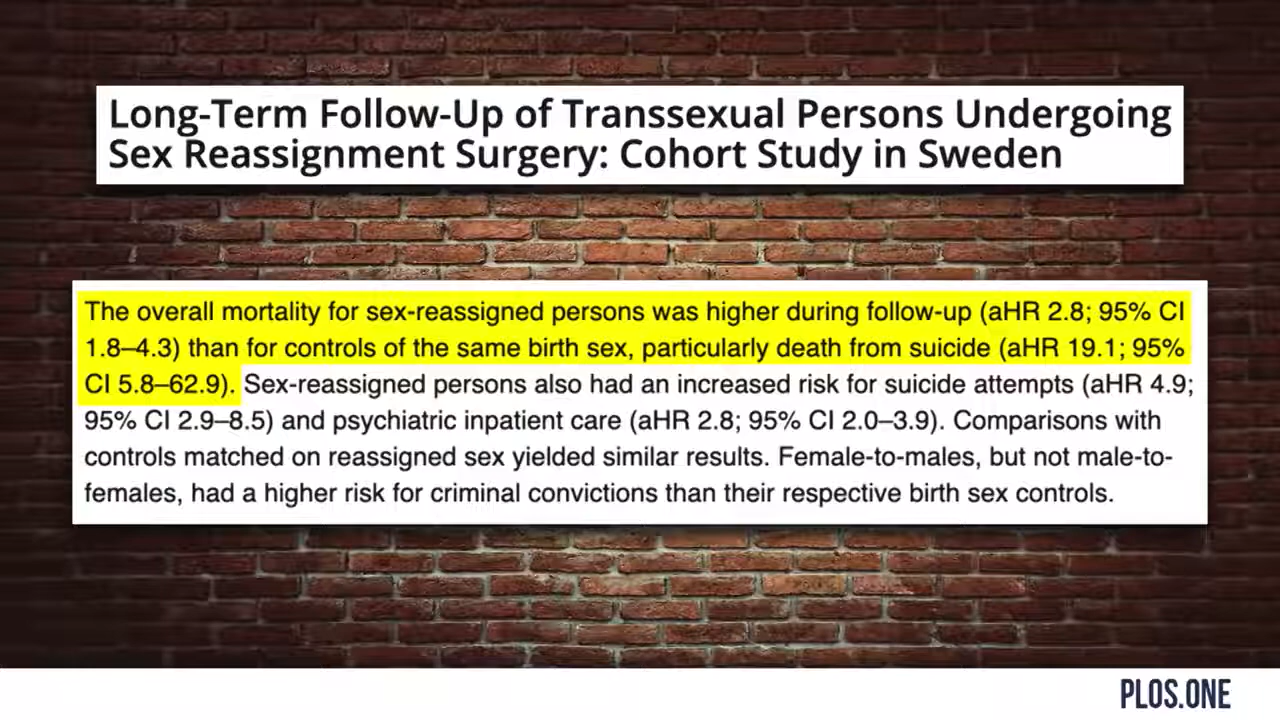 Long-Term Follow-Up of Transsexual Persons Undergoing
Sex Reassignment Surgery: Cohort Study in Sweden
The overall mortality for sex-reassigned persons was higher during follow-up (aHR 2.8; 95% CI
1.8–4.3) than for controls of the same birth sex, particularly death from suicide (aHR 19.1; 95%
CI 5.8–62.9). Sex-reassigned persons also had an increased risk for suicide attempts (aHR 4.9;
95% CI 2.9–8.5) and psychiatric inpatient care (aHR 2.8; 95% CI 2.0–3.9). Comparisons with
controls matched on reassigned sex yielded similar results. Female-to-males, but not male-to-
females, had a higher risk for criminal convictions than their respective birth sex controls.
PLOS.ONE